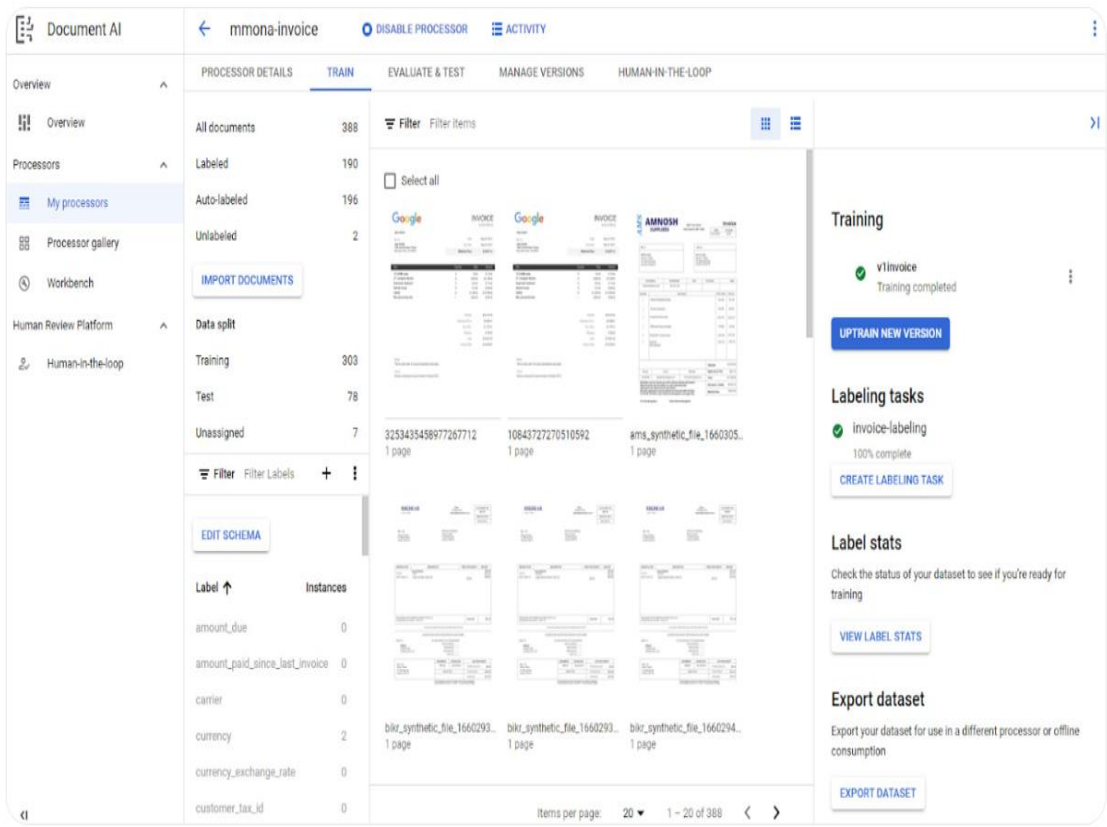 Document AI
mmona-invoice
DISABLE PROCESSOR
ACTIVITY
PROCESSOR DETAILS
TRAIN
EVALUATE & TEST
MANAGE VERSIONS
HUMAN-IN-THE-LOOP
Overview
Overview
Processors
My processors
Processor gallery
Workbench
Human Review Platform
Human-in-the-loop
All documents 388
Labeled 190
Auto-labeled 196
Unlabeled 2
IMPORT DOCUMENTS
Data split
Training 303
Test 78
Unassigned 7
Filter Filter Labels
EDIT SCHEMA
Label Instances
amount_due 0
amount_paid_since_last_invoice 0
carrier 0
currency 2
currency_exchange_rate 0
customer_tax_id 0
Filter Filter items
Select all
Google INVOICE
Google INVOICE
AMS AMNOSH SUPPLIERS Invoice
3253435458977267712
1 page
10843727270510592
1 page
ams_synthetic_file_1660305...
1 page
bikr_synthetic_file_1660293...
1 page
bikr_synthetic_file_1660293...
1 page
bikr_synthetic_file_1660294...
1 page
Items per page: 20 1 – 20 of 388
Training
v1invoice
Training completed
UPTRAIN NEW VERSION
Labeling tasks
invoice-labeling
100% complete
CREATE LABELING TASK
Label stats
Check the status of your dataset to see if you're ready for
training
VIEW LABEL STATS
Export dataset
Export your dataset for use in a different processor or offline
consumption
EXPORT DATASET